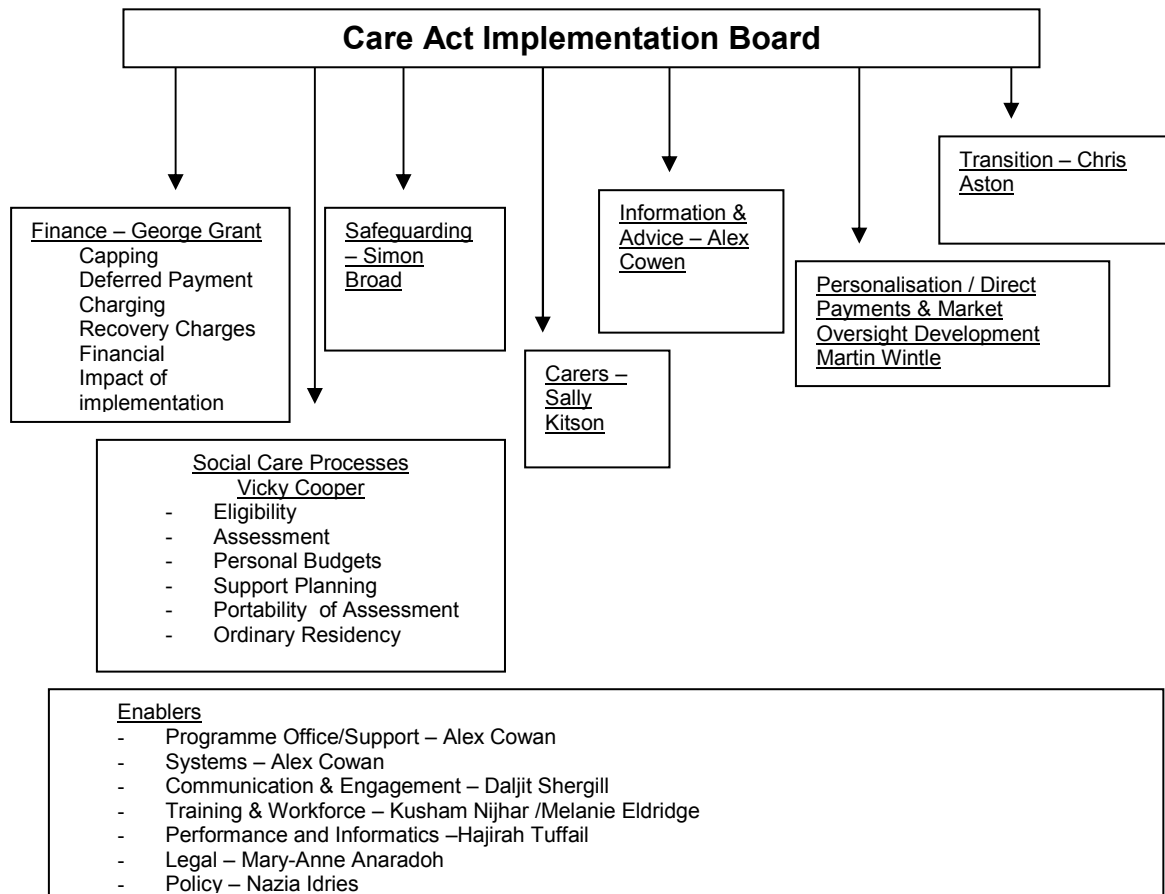 Care Act Implementation Board
Finance – George Grant
Capping
Deferred Payment
Charging
Recovery Charges
Financial
Impact of
implementation
Safeguarding
– Simon
Broad
Information &
Advice – Alex
Cowen
Transition – Chris
Aston
Personalisation / Direct
Payments & Market
Oversight Development
Martin Wintle
Carers –
Sally
Kitson
Social Care Processes
Vicky Cooper
- Eligibility
- Assessment
- Personal Budgets
- Support Planning
- Portability of Assessment
- Ordinary Residency
Enablers
- Programme Office/Support – Alex Cowan
- Systems – Alex Cowan
- Communication & Engagement – Daljit Shergill
- Training & Workforce – Kusham Nijhar /Melanie Eldridge
- Performance and Informatics –Hajirah Tuffail
- Legal – Mary-Anne Anaradoh
- Policy – Nazia Idries